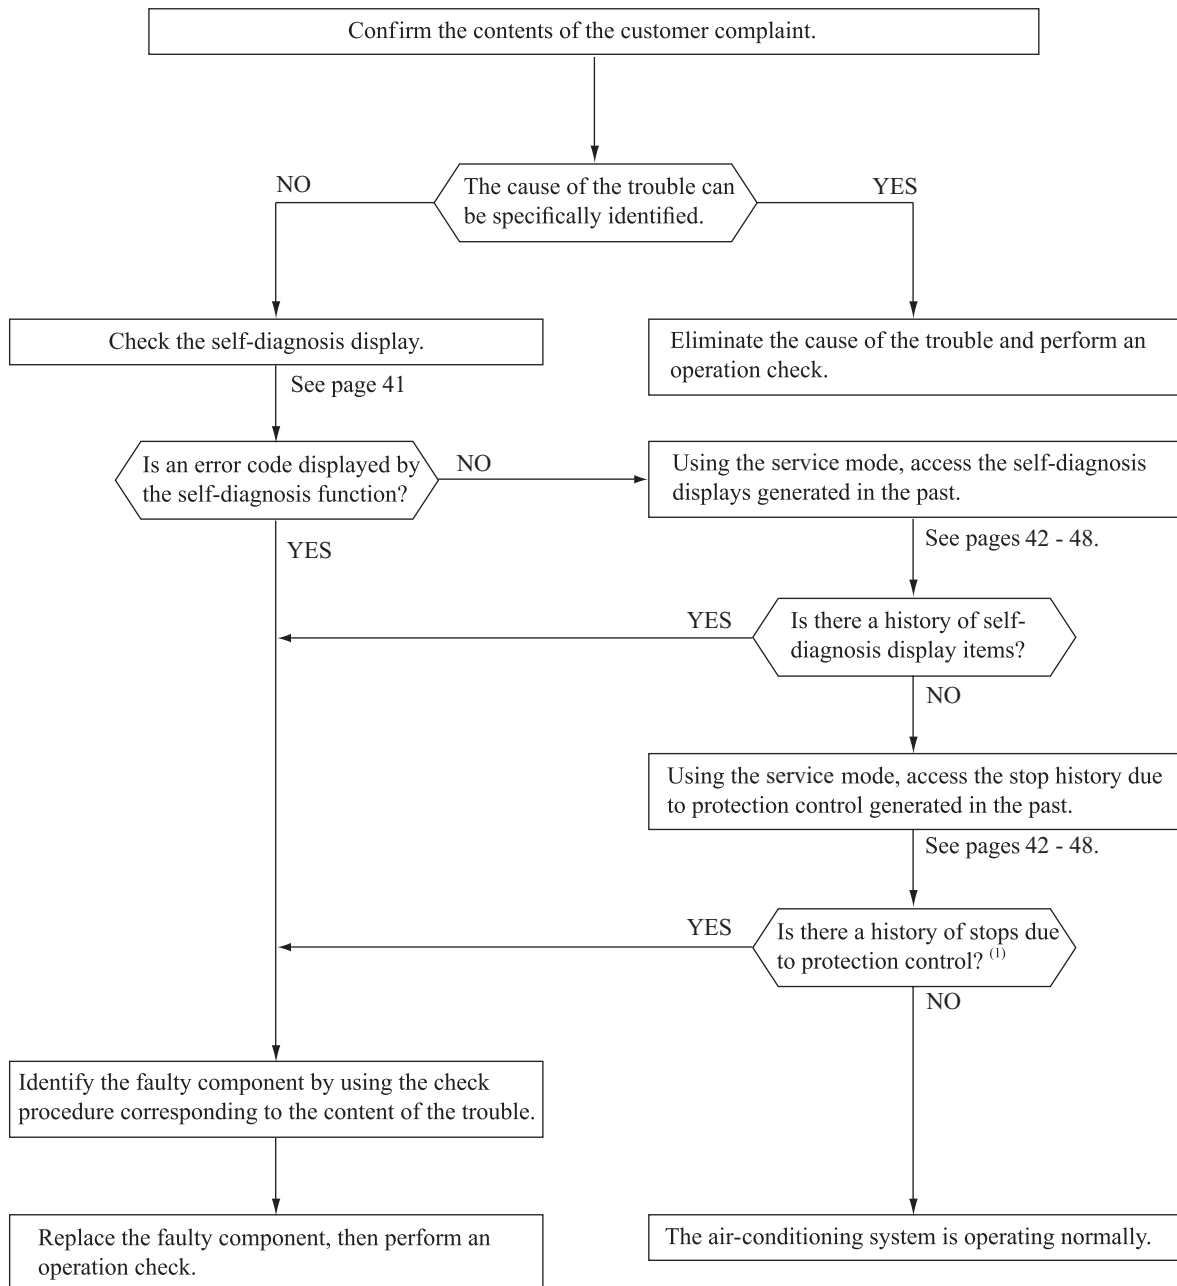 Confirm the contents of the customer complaint.
NO
The cause of the trouble can
be specifically identified.
YES
Check the self-diagnosis display.
Eliminate the cause of the trouble and perform an
operation check.
See page 41
Is an error code displayed by
the self-diagnosis function?
NO
Using the service mode, access the self-diagnosis
displays generated in the past.
YES
See pages 42 - 48.
YES
Is there a history of self-
diagnosis display items?
NO
Using the service mode, access the stop history due
to protection control generated in the past.
See pages 42 - 48.
YES
Is there a history of stops due
to protection control? (1)
NO
Identify the faulty component by using the check
procedure corresponding to the content of the trouble.
Replace the faulty component, then perform an
operation check.
The air-conditioning system is operating normally.